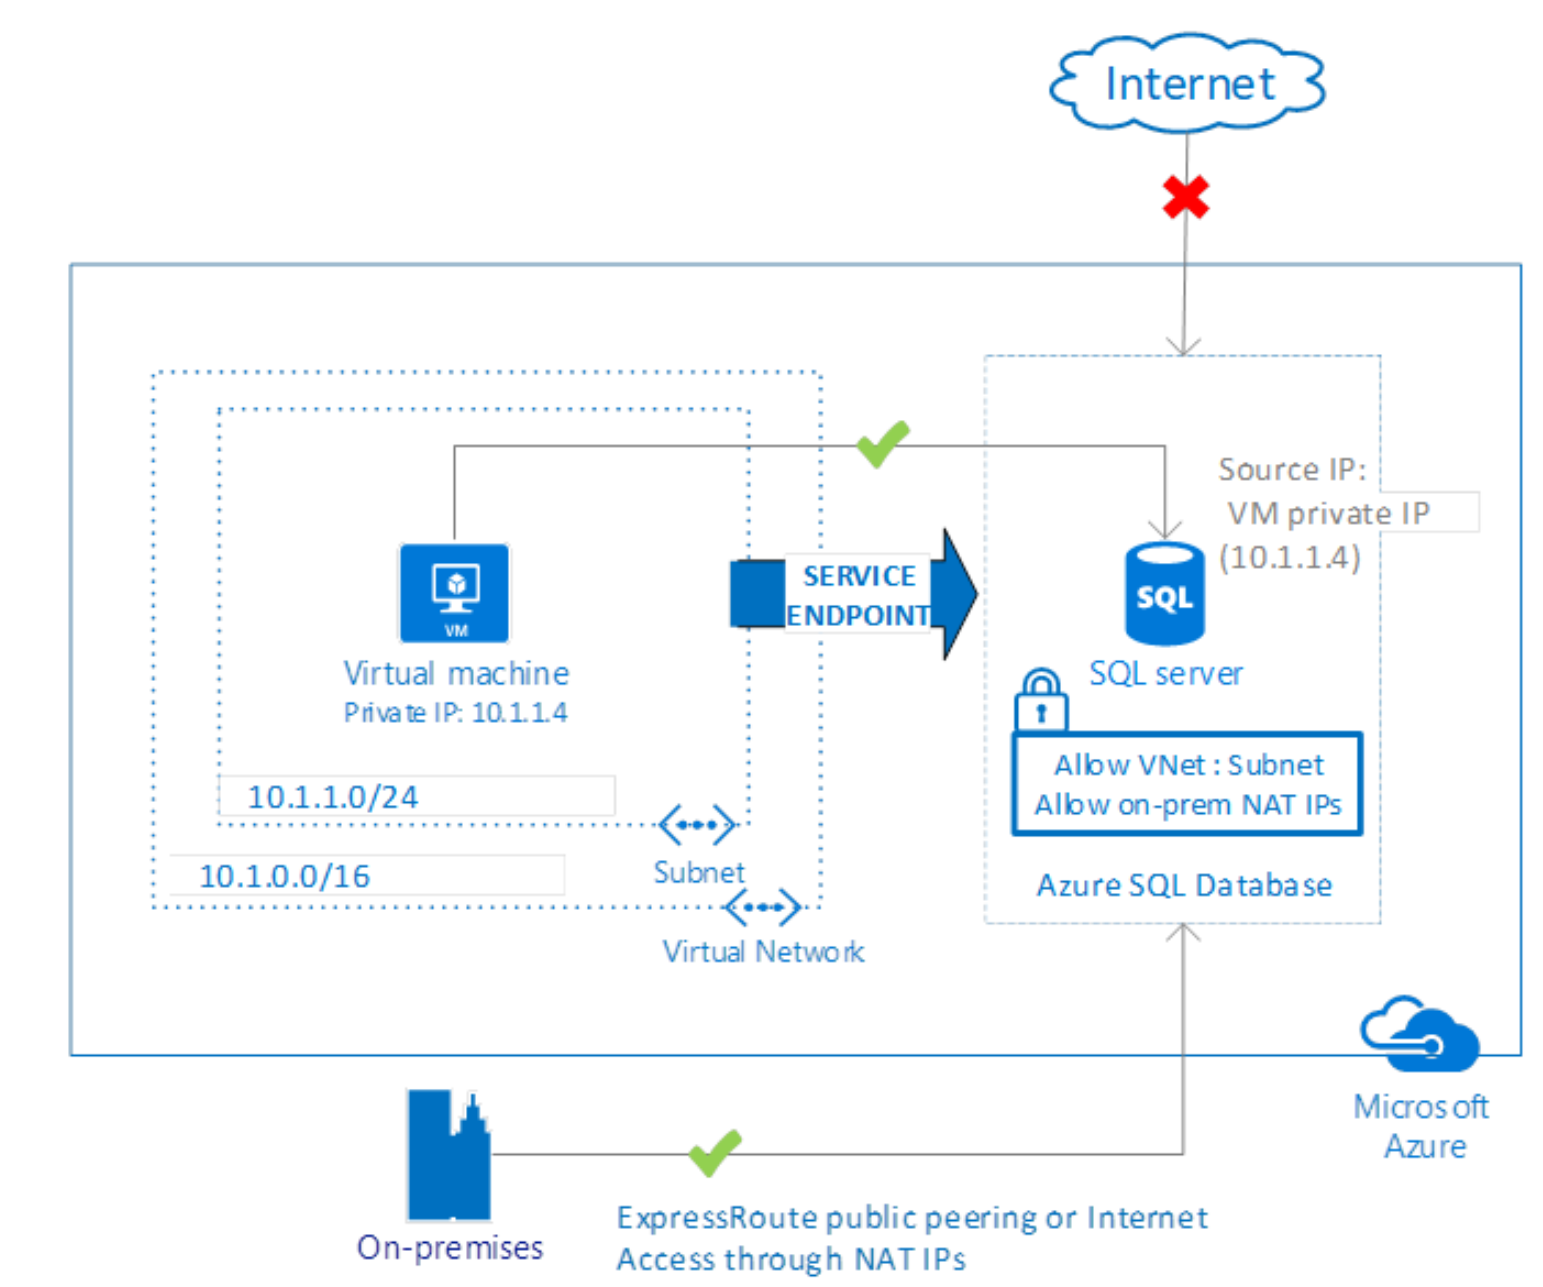 Internet
Source IP:
VM private IP
(10.1.1.4)
SERVICE
ENDPOINT
VM
SQL
Virtual machine
Private IP: 10.1.1.4
SQL server
Allow VNet : Subnet
Allow on-prem NAT IPs
10.1.1.0/24
Subnet
10.1.0.0/16
Azure SQL Database
Virtual Network
Microsoft
Azure
On-premises
ExpressRoute public peering or Internet
Access through NAT IPs